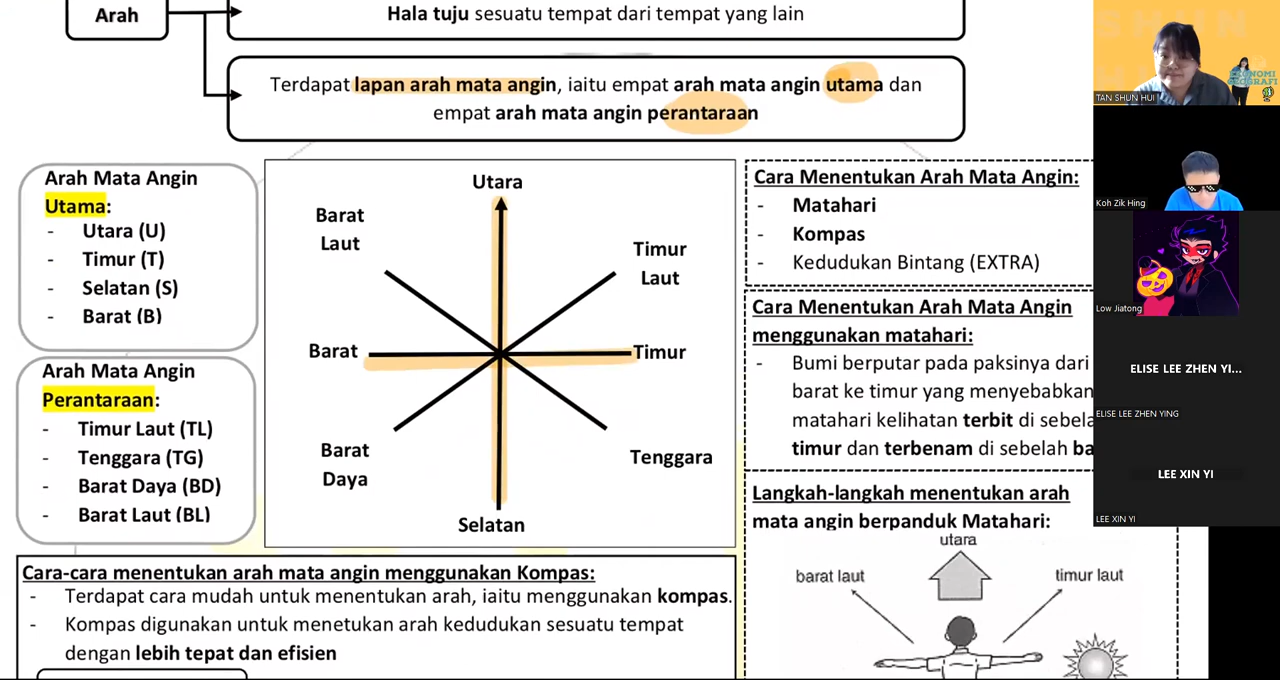 Arah
Hala tuju sesuatu tempat dari tempat yang lain
Terdapat lapan arah mata angin, iaitu empat arah mata angin utama dan
empat arah mata angin perantaraan
Arah Mata Angin
Utama:
- Utara (U)
- Timur (T)
- Selatan (S)
- Barat (B)
Arah Mata Angin
Perantaraan:
- Timur Laut (TL)
- Tenggara (TG)
- Barat Daya (BD)
- Barat Laut (BL)
Utara
Barat
Laut
Timur
Laut
Barat
Timur
Barat
Daya
Tenggara
Selatan
Cara Menentukan Arah Mata Angin:
- Matahari
- Kompas
- Kedudukan Bintang (EXTRA)
Cara Menentukan Arah Mata Angin
menggunakan matahari:
- Bumi berputar pada paksinya dari
barat ke timur yang menyebabkan
matahari kelihatan terbit di sebela
timur dan terbenam di sebelah ba
Langkah-langkah menentukan arah
mata angin berpanduk Matahari:
utara
barat laut
timur laut
Cara-cara menentukan arah mata angin menggunakan Kompas:
- Terdapat cara mudah untuk menentukan arah, iaitu menggunakan kompas.
- Kompas digunakan untuk menetukan arah kedudukan sesuatu tempat
dengan lebih tepat dan efisien
TAN SHUN HUI
Koh Zik Hing
Low Jiatong
ELISE LEE ZHEN YI...
ELISE LEE ZHEN YING
LEE XIN YI
LEE XIN YI